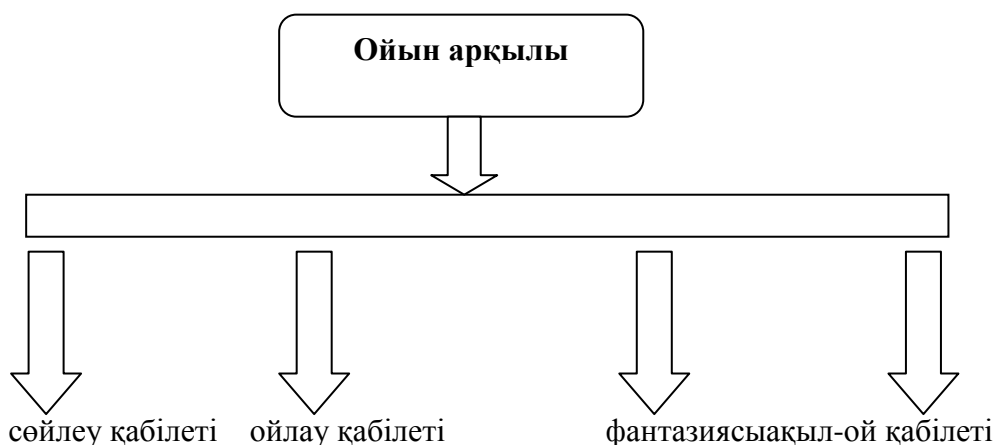 Ойын арқылы
сөйлеу қабілеті ойлау қабілеті фантазиясыақыл-ой қабілеті